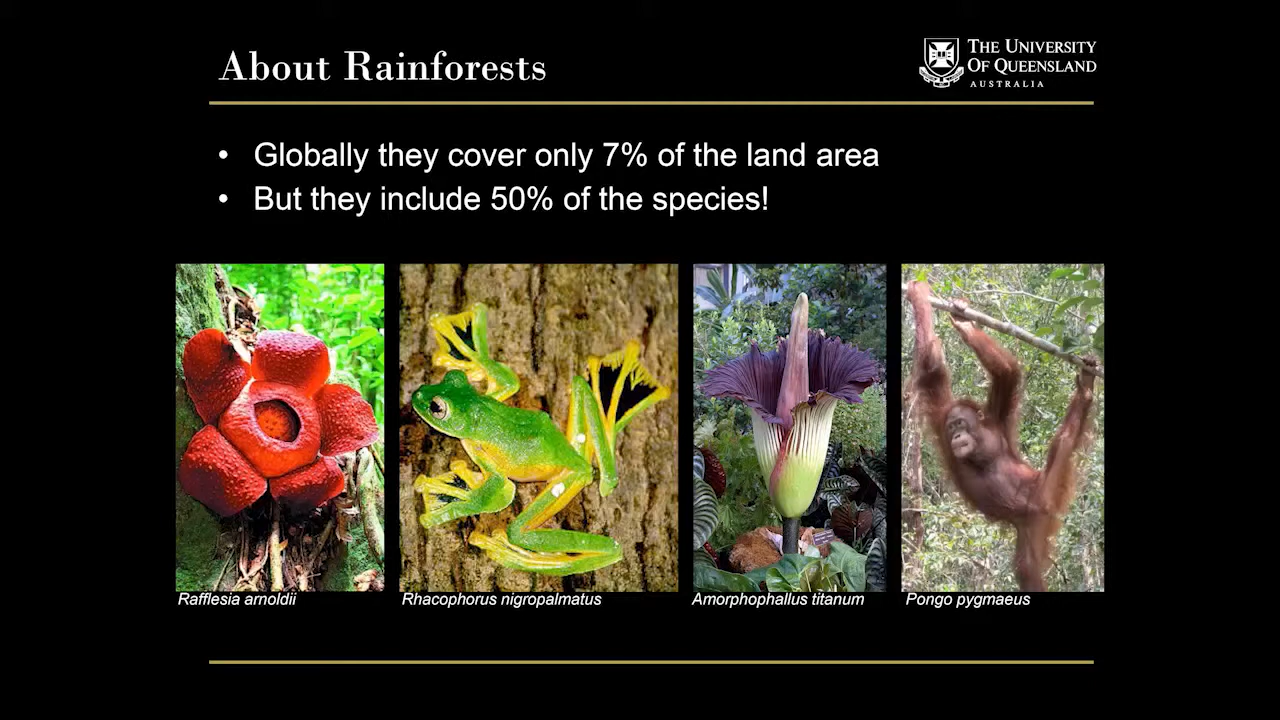 About Rainforests
THE UNIVERSITY
OF QUEENSLAND
AUSTRALIA
• Globally they cover only 7% of the land area
• But they include 50% of the species!
Rafflesia arnoldii
Rhacophorus nigropalmatus
Amorphophallus titanum
Pongo pygmaeus